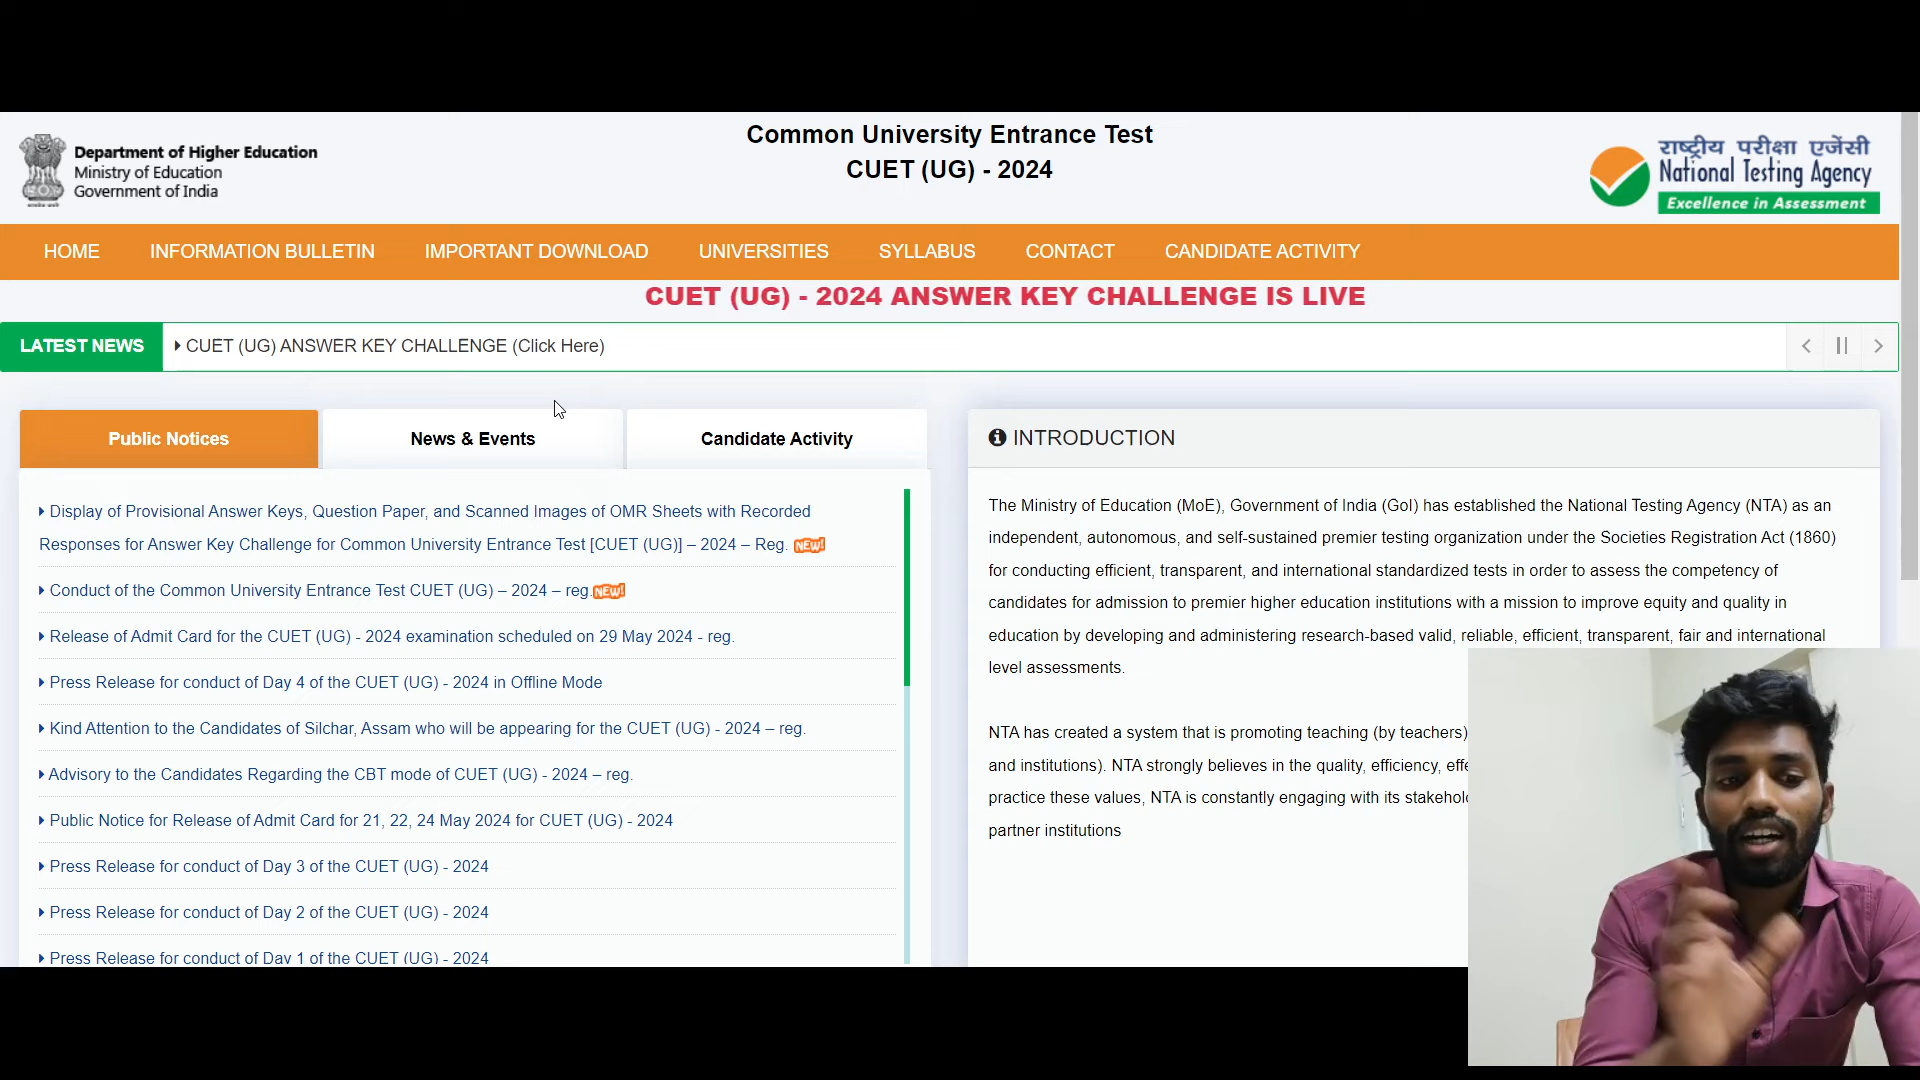 Department of Higher Education
Ministry of Education
Government of India
Common University Entrance Test
CUET (UG) - 2024
राष्ट्रीय परीक्षा एजेंसी
National Testing Agency
Excellence in Assessment
HOME INFORMATION BULLETIN IMPORTANT DOWNLOAD UNIVERSITIES SYLLABUS CONTACT CANDIDATE ACTIVITY
CUET (UG) - 2024 ANSWER KEY CHALLENGE IS LIVE
LATEST NEWS CUET (UG) ANSWER KEY CHALLENGE (Click Here)
Public Notices News & Events Candidate Activity
Display of Provisional Answer Keys, Question Paper, and Scanned Images of OMR Sheets with Recorded
Responses for Answer Key Challenge for Common University Entrance Test [CUET (UG)] – 2024 – Reg. NEW!
Conduct of the Common University Entrance Test CUET (UG) – 2024 – reg. NEW!
Release of Admit Card for the CUET (UG) - 2024 examination scheduled on 29 May 2024 - reg.
Press Release for conduct of Day 4 of the CUET (UG) - 2024 in Offline Mode
Kind Attention to the Candidates of Silchar, Assam who will be appearing for the CUET (UG) - 2024 – reg.
Advisory to the Candidates Regarding the CBT mode of CUET (UG) - 2024 – reg.
Public Notice for Release of Admit Card for 21, 22, 24 May 2024 for CUET (UG) - 2024
Press Release for conduct of Day 3 of the CUET (UG) - 2024
Press Release for conduct of Day 2 of the CUET (UG) - 2024
Press Release for conduct of Day 1 of the CUET (UG) - 2024
INTRODUCTION
The Ministry of Education (MoE), Government of India (GoI) has established the National Testing Agency (NTA) as an
independent, autonomous, and self-sustained premier testing organization under the Societies Registration Act (1860)
for conducting efficient, transparent, and international standardized tests in order to assess the competency of
candidates for admission to premier higher education institutions with a mission to improve equity and quality in
education by developing and administering research-based valid, reliable, efficient, transparent, fair and international
level assessments.
NTA has created a system that is promoting teaching (by teachers)
and institutions). NTA strongly believes in the quality, efficiency,
practice these values, NTA is constantly engaging with its
partner institutions